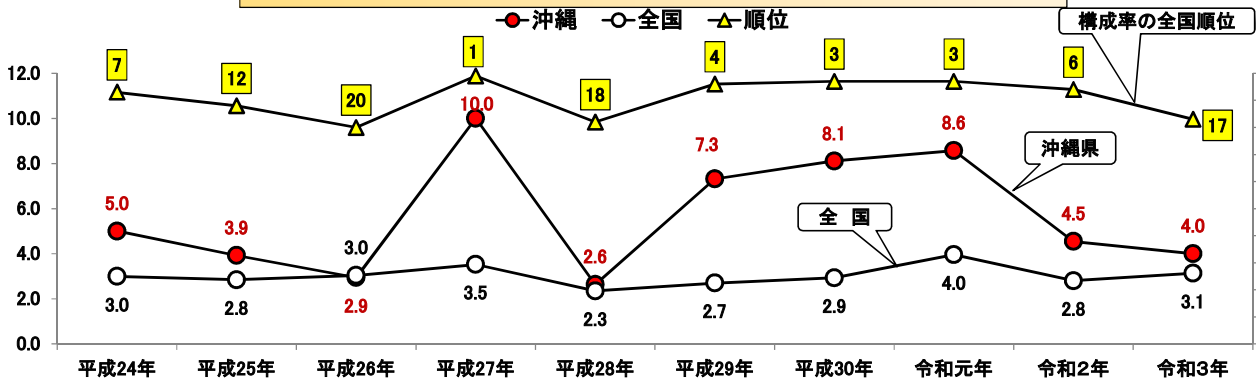 沖縄 全国 順位
構成率の全国順位
7 12 20 1 18 4 3 3 6 17
12.0
10.0
8.0
6.0
4.0
2.0
0.0
沖縄県
全 国
5.0 3.9 2.9 10.0 2.6 7.3 8.1 8.6 4.5 4.0
3.0 2.8 3.0 3.5 2.3 2.7 2.9 4.0 2.8 3.1
平成24年 平成25年 平成26年 平成27年 平成28年 平成29年 平成30年 令和元年 令和2年 令和3年